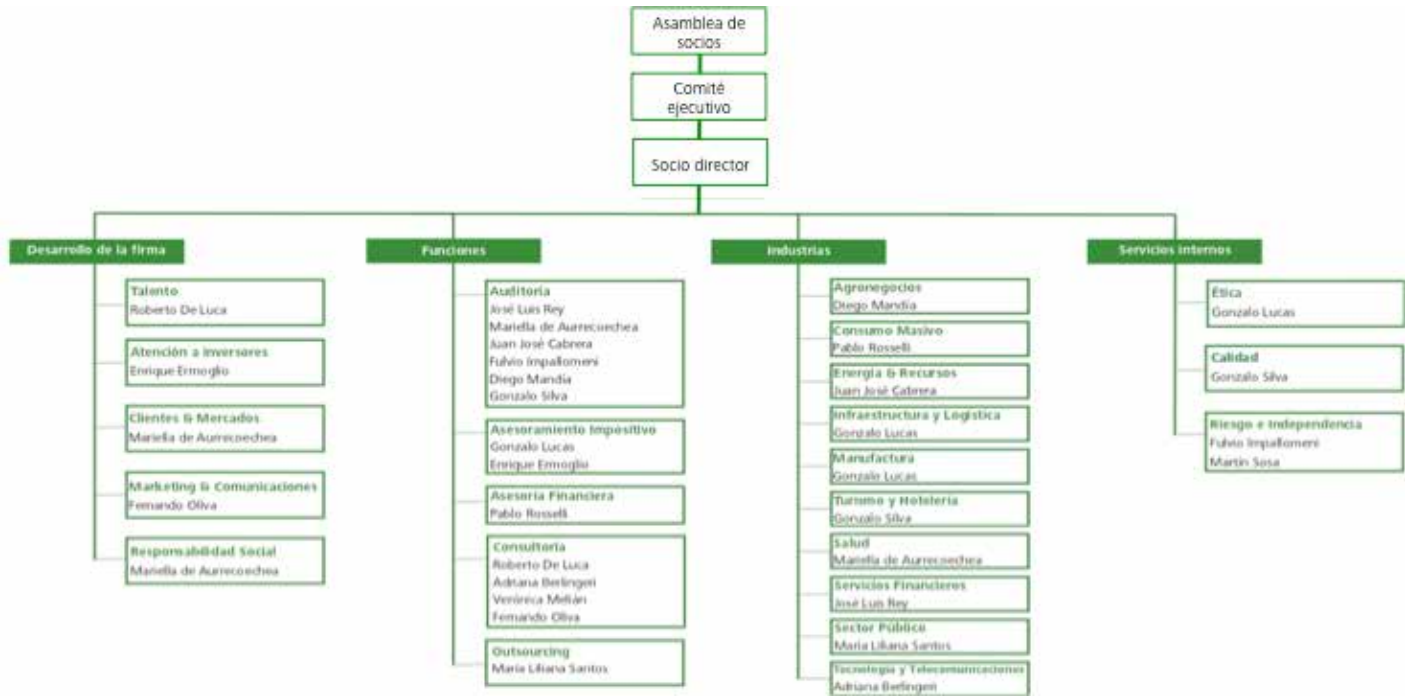 Asamblea de
socios
Comité
ejecutivo
Socio director
Desarrollo de la firma
Talento
Roberto De Luca
Atención a inversores
Enrique Ermoglio
Clientes & Mercados
Mariella de Aurrecoechea
Marketing & Comunicaciones
Fernando Oliva
Responsabilidad Social
Mariella de Aurrecoechea
Funciones
Auditoría
José Luis Rey
Mariella de Aurrecoechea
Juan José Cabrera
Fulvio Impallomeni
Diego Mandía
Gonzalo Silva
Asesoramiento Impositivo
Gonzalo Lucas
Enrique Ermoglio
Asesoría Financiera
Pablo Rosselli
Consultoría
Roberto De Luca
Adriana Berlingeri
Verónica Melián
Fernando Oliva
Outsourcing
María Liliana Santos
Industrias
Agronegocios
Diego Mandía
Consumo Masivo
Pablo Rosselli
Energía & Recursos
Juan José Cabrera
Infraestructura y Logística
Gonzalo Lucas
Manufactura
Gonzalo Lucas
Turismo y Hotelería
Gonzalo Silva
Salud
Mariella de Aurrecoechea
Servicios Financieros
José Luis Rey
Sector Público
María Liliana Santos
Tecnología y Telecomunicaciones
Adriana Berlingeri
Servicios internos
Ética
Gonzalo Lucas
Calidad
Gonzalo Silva
Riesgo e Independencia
Fulvio Impallomeni
Martín Sosa